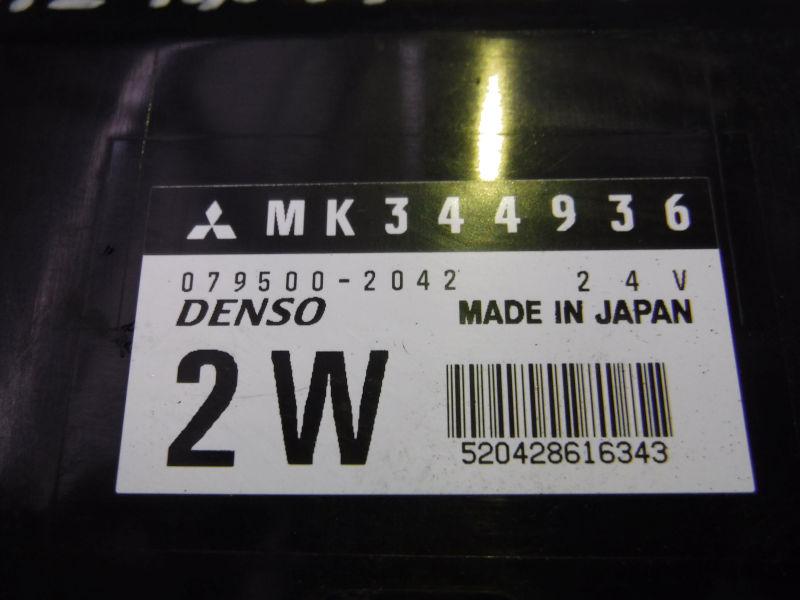 MK344936
079500-2042 24V
DENSO MADE IN JAPAN
2W
520428616343